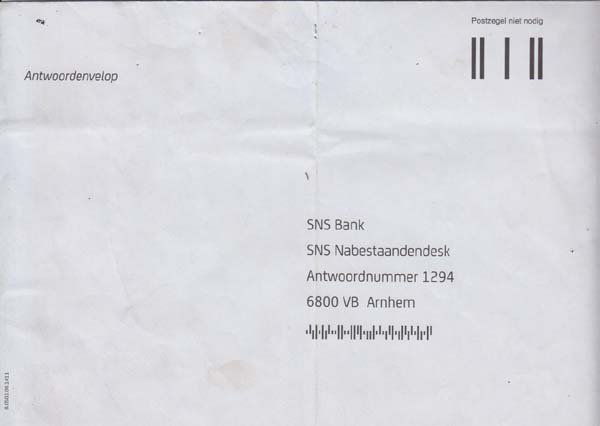 Postzegel niet nodig
Antwoordenvelop
SNS Bank
SNS Nabestaandendesk
Antwoordnummer 1294
6800 VB Arnhem